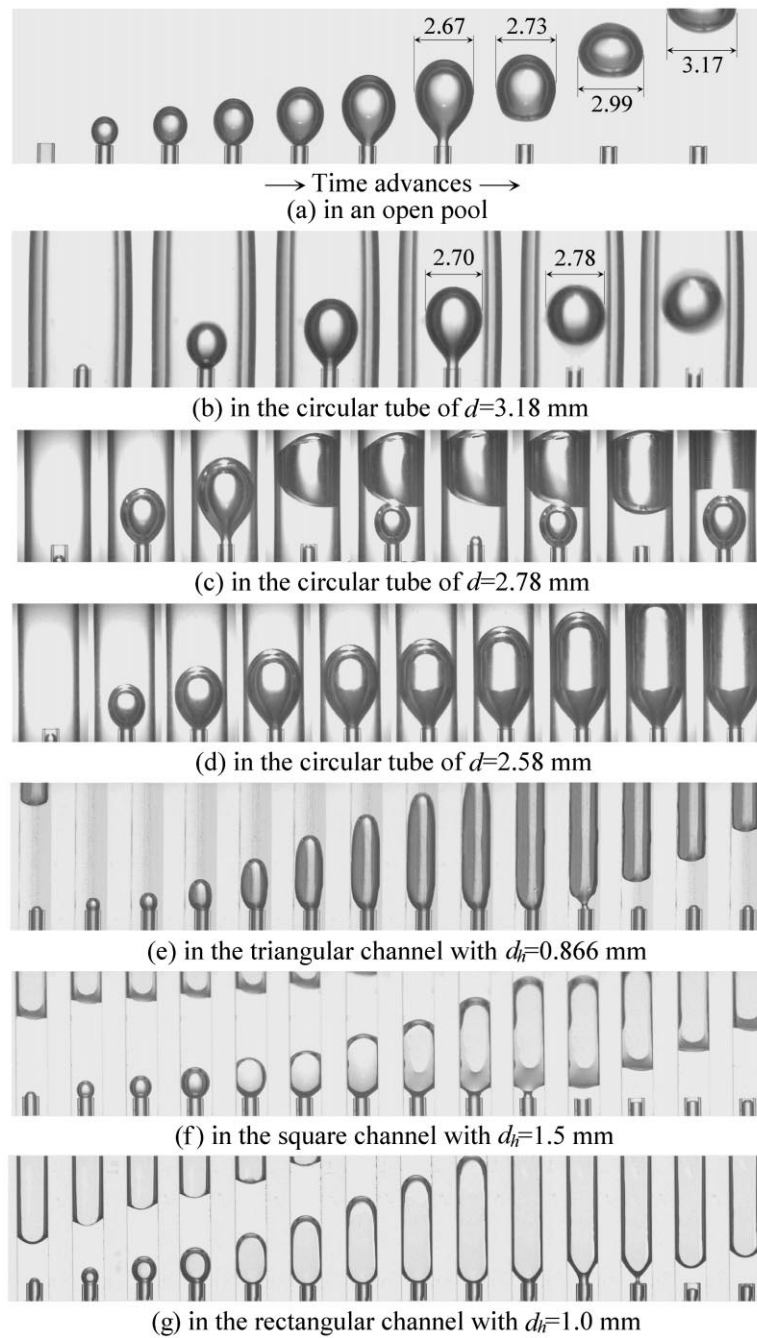 2.67
2.73
2.99
3.17
→ Time advances →
(a) in an open pool
2.70
2.78
(b) in the circular tube of d=3.18 mm
(c) in the circular tube of d=2.78 mm
(d) in the circular tube of d=2.58 mm
(e) in the triangular channel with dh=0.866 mm
(f) in the square channel with dh=1.5 mm
(g) in the rectangular channel with dh=1.0 mm